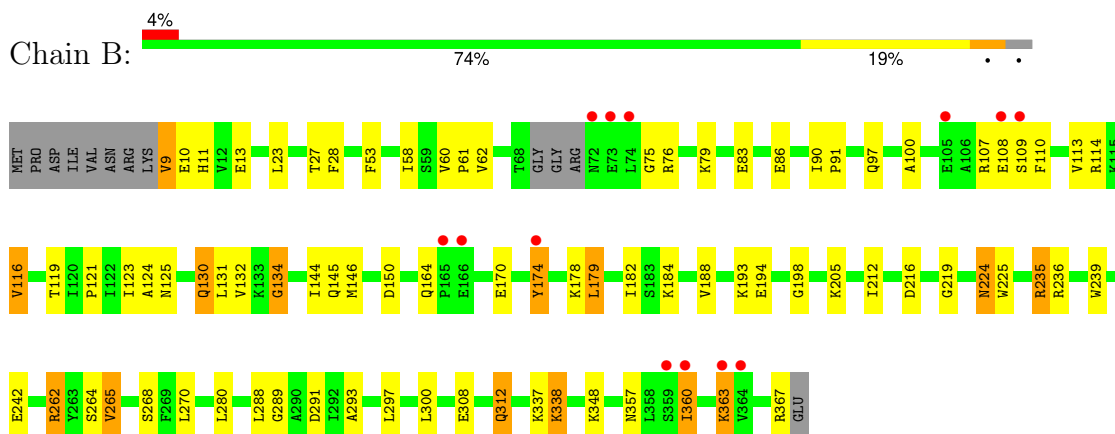 4%
Chain B:
74% 19% • •
MET PRO ASP ILE VAL ASN ARG LYS V9 E10 H11 V12 E13 L23 T27 F28 F53 I58 S59 V60 P61 V62 T68 GLY GLY ARG N72 E73 L74 G75 R76 K79 E83 E86 I90 P91 Q97 A100 E105 A106 R107 E108 S109 F110 V113 R114 K115
V116 T119 I120 P121 I122 I123 A124 N125 Q130 L131 V132 K133 G134 I144 Q145 M146 D150 Q164 P165 E166 E170 Y174 K178 L179 I182 S183 K184 V188 K193 E194 G198 K205 I212 D216 G219 N224 W225 R235 R236 W239
E242 R262 Y263 S264 V265 S268 F269 L270 L280 L288 G289 A290 D291 I292 A293 L297 L300 E308 Q312 K337 K338 K348 N357 L358 S359 I360 K363 V364 R367 GLU